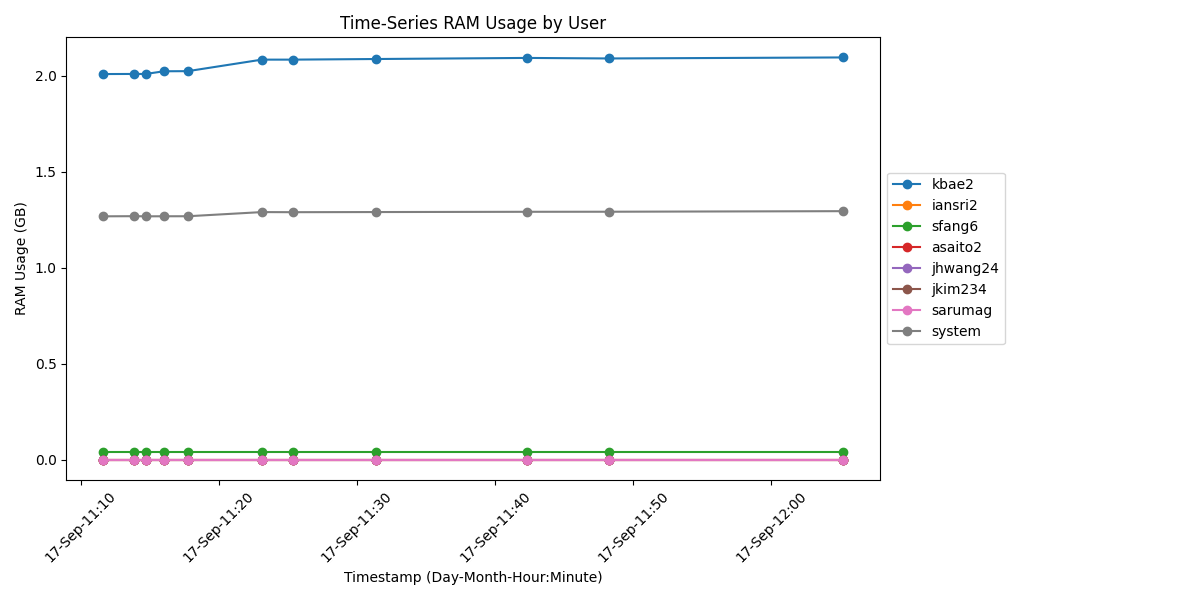 Time-Series RAM Usage by User
RAM Usage (GB)
2.0
1.5
1.0
0.5
0.0
17-Sep-11:10
17-Sep-11:20
17-Sep-11:30
17-Sep-11:40
17-Sep-11:50
17-Sep-12:00
Timestamp (Day-Month-Hour:Minute)
kbae2
iansri2
sfang6
asaito2
jhwang24
jkim234
sarumag
system